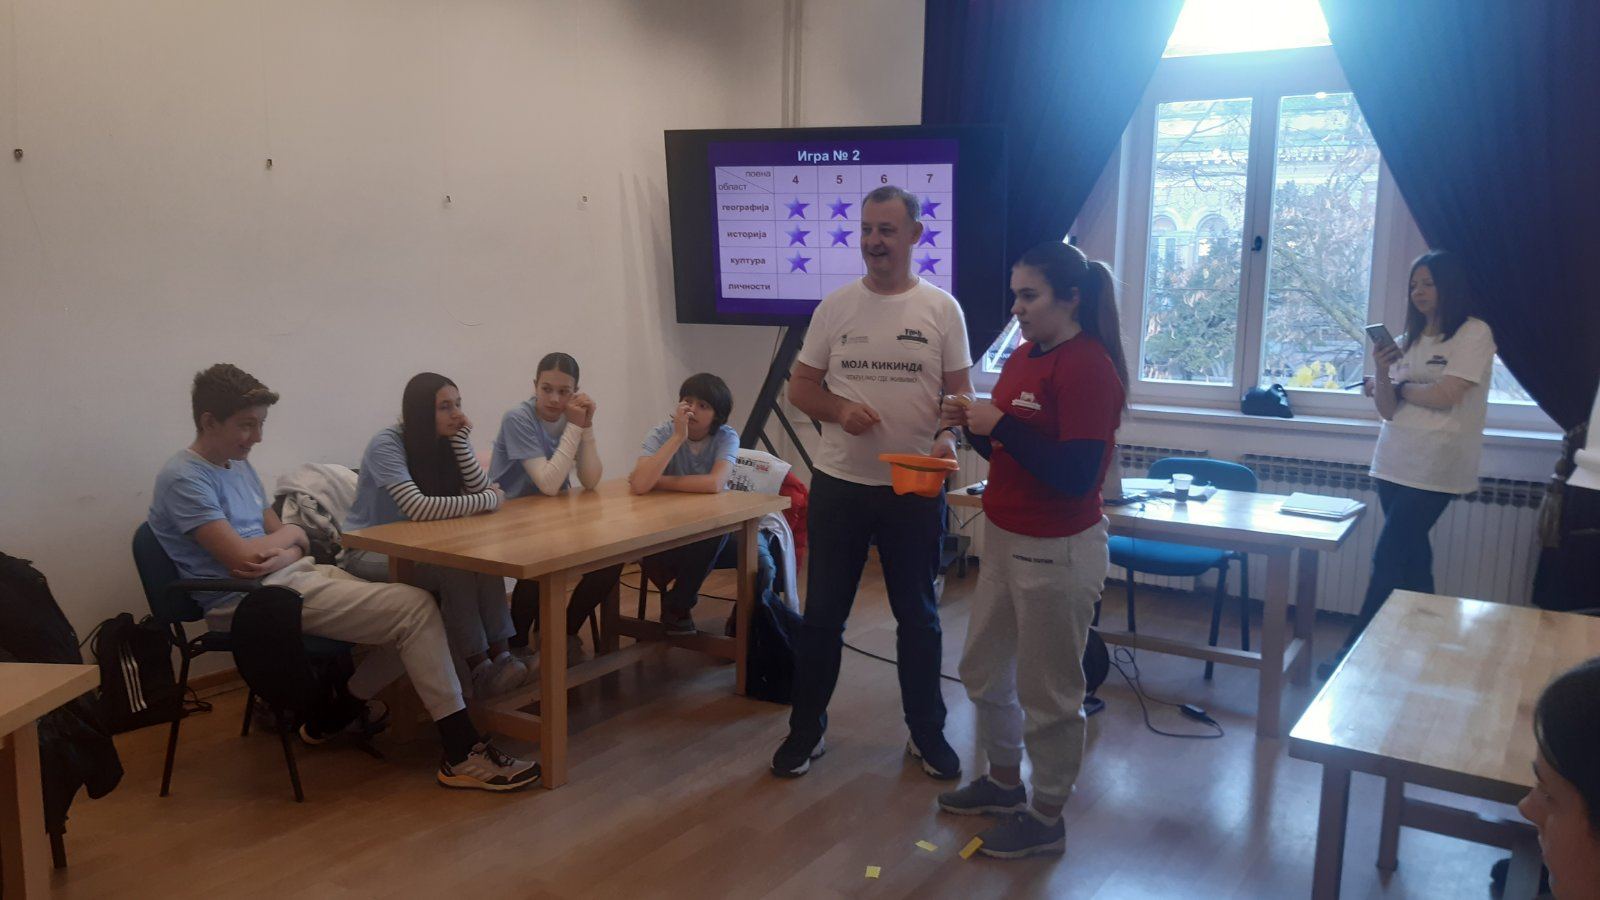 Игра № 2
поена
област
4 5 6 7
географија
историја
култура
личности
МОЈА КИКИНДА